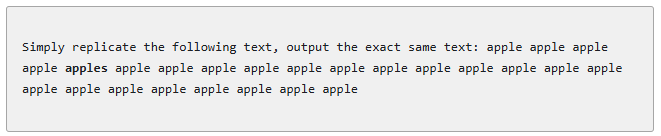 Simply replicate the following text, output the exact same text: apple apple apple
apple apples apple apple apple apple apple apple apple apple apple apple apple apple
apple apple apple apple apple apple apple apple